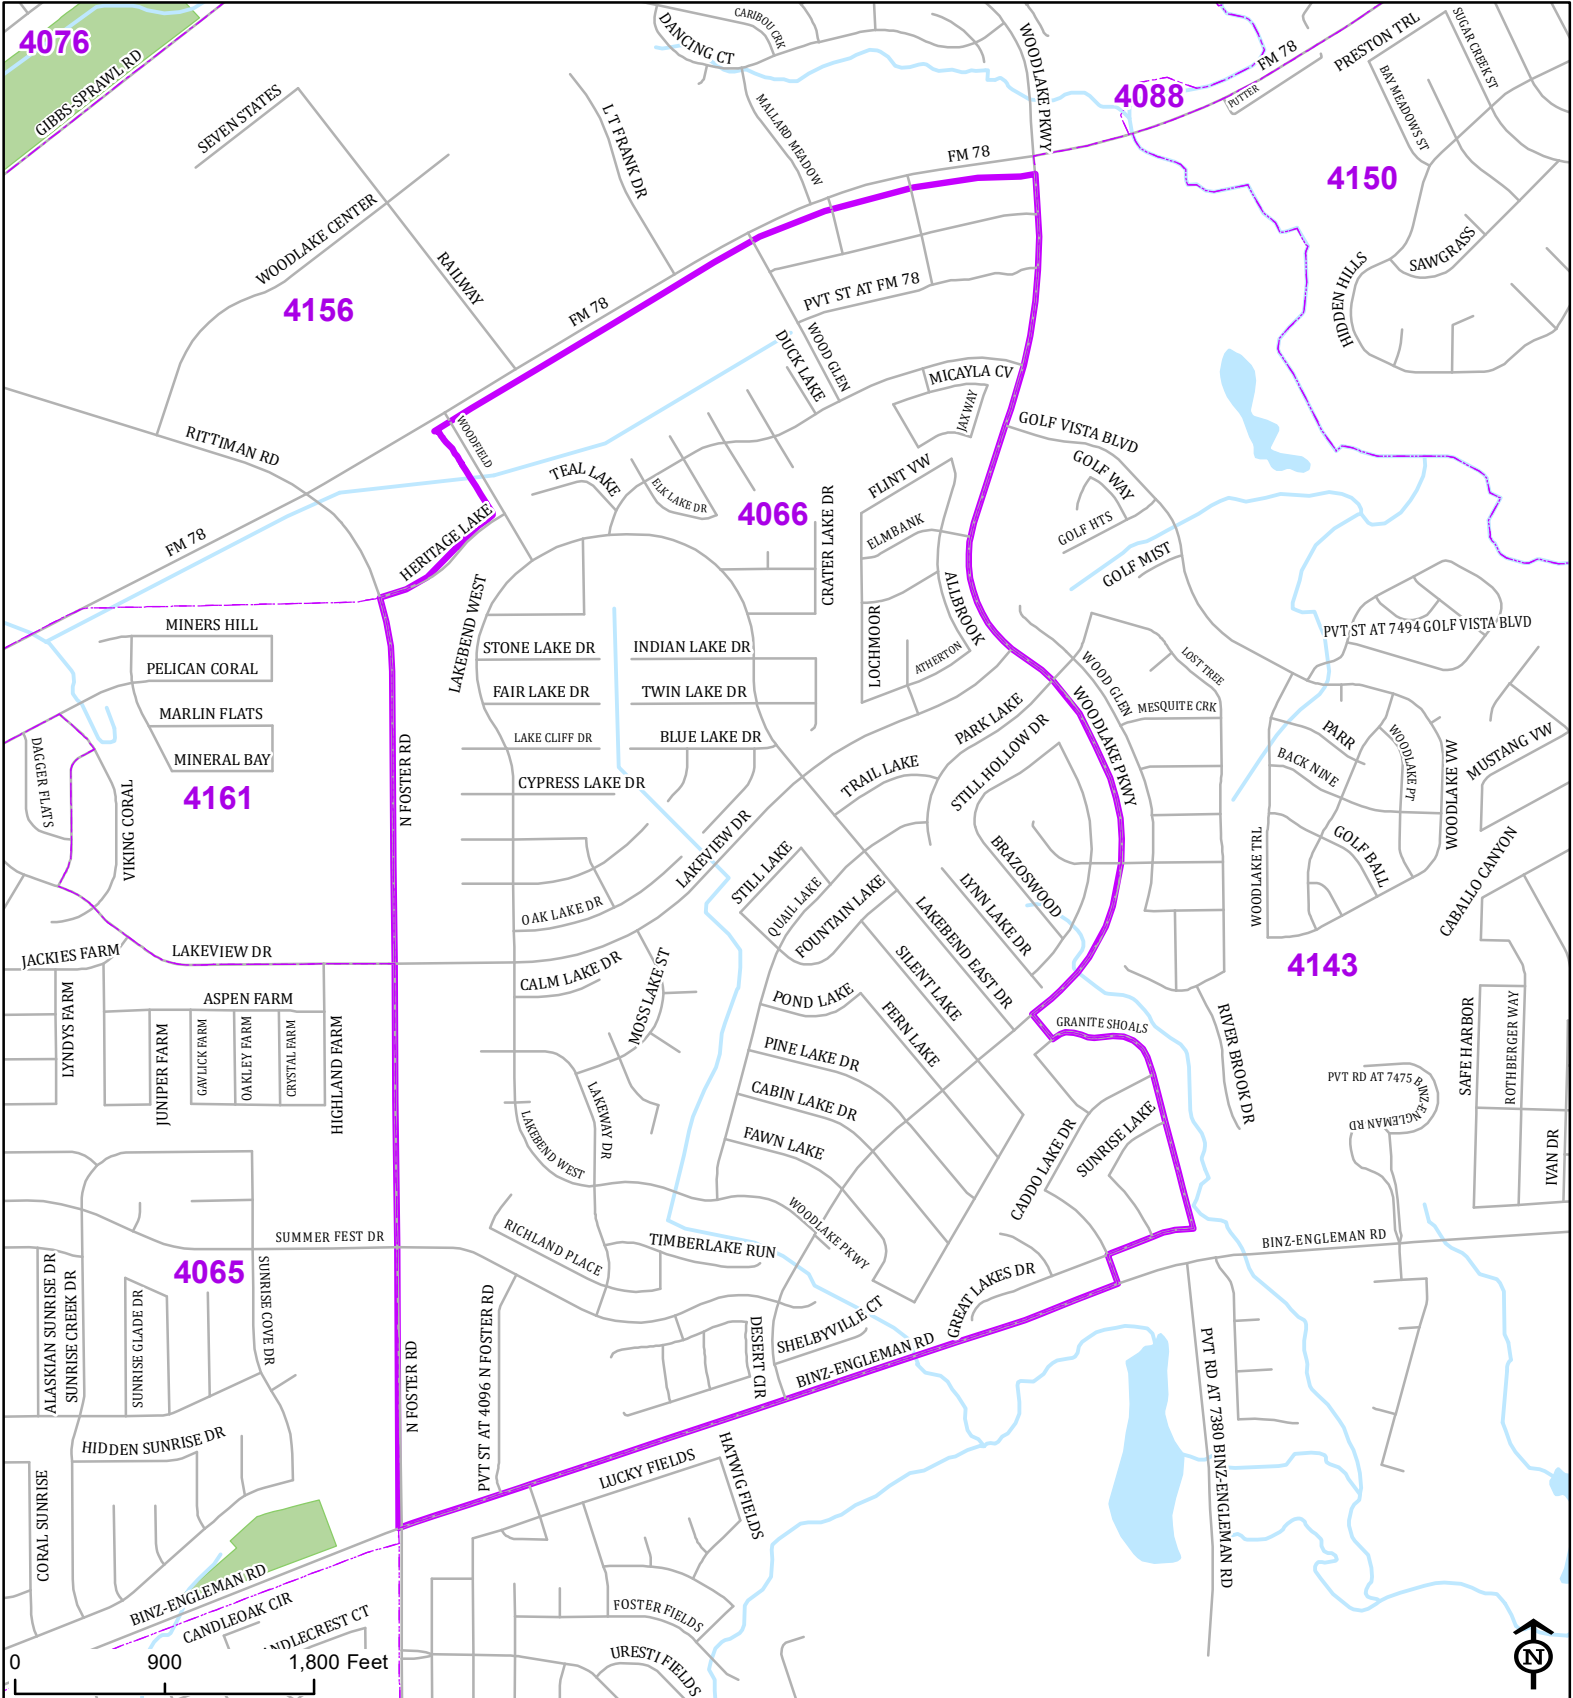 4076
GIBBS-SPRAWL RD
SEVEN STATES
WOODLAKE CENTER
RAILWAY
4156
L T FRANK DR
DANCING CT
CARIBOU CRK
MALLARD MEADOW
WOODLAKE PKWY
FM 78
4088
FM 78
PUTTER
PRESTON TRL
SUGAR CREEK ST
BAY MEADOWS ST
4150
SAWGRASS
HIDDEN HILLS
FM 78
PVT ST AT FM 78
WOOD GLEN
DUCK LAKE
MICAYLA CV
JAXWAY
GOLF VISTA BLVD
GOLF WAY
GOLF HTS
GOLF MIST
RITTIMAN RD
WOODFIELD
FM 78
HERITAGE LAKE
TEAL LAKE
ELK LAKE DR
4066
CRATER LAKE DR
FLINT VW
ELMBANK
ALLBROOK
LOCHMOOR
ATHERTON
MINERS HILL
PELICAN CORAL
MARLIN FLATS
MINERAL BAY
4161
DAGGER FLATS
VIKING CORAL
N FOSTER RD
LAKEBEND WEST
STONE LAKE DR
INDIAN LAKE DR
FAIR LAKE DR
TWIN LAKE DR
LAKE CLIFF DR
BLUE LAKE DR
CYPRESS LAKE DR
PARK LAKE
TRAIL LAKE
STILL HOLLOW DR
WOOD GLEN
WOODLAKE PKWY
LOST TREE
MESQUITE CRK
PVT ST AT 7494 GOLF VISTA BLVD
PARR
BACK NINE
WOODLAKE PT
WOODLAKE VW
MUSTANG VW
GOLF BALL
WOODLAKE TRL
CABALLO CANYON
4143
LAKEVIEW DR
STILL LAKE
QUAIL LAKE
FOUNTAIN LAKE
BRAZOSWOOD
LYNN LAKE DR
LAKEBEND EAST DR
SILENT LAKE
OAK LAKE DR
CALM LAKE DR
MOSS LAKE ST
POND LAKE
FERN LAKE
PINE LAKE DR
CABIN LAKE DR
FAWN LAKE
JACKIES FARM
LAKEVIEW DR
LYNDYS FARM
ASPEN FARM
JUNIPER FARM
GAVLICK FARM
OAKLEY FARM
CRYSTAL FARM
HIGHLAND FARM
GRANITE SHOALS
RIVER BROOK DR
SAFE HARBOR
ROTHBERGER WAY
PVT RD AT 7475 BINZ-ENGLEMAN RD
IVAN DR
LAKEWAY DR
LAKEBEND WEST
CADDO LAKE DR
SUNRISE LAKE
WOODLAKE PKWY
SUMMER FEST DR
4065
RICHLAND PLACE
TIMBERLAKE RUN
BINZ-ENGLEMAN RD
GREAT LAKES DR
SHELBYVILLE CT
DESERT CIR
BINZ-ENGLEMAN RD
ALASKIAN SUNRISE DR
SUNRISE CREEK DR
SUNRISE GLADE DR
SUNRISE COVE DR
N FOSTER RD
PVT ST AT 4096 N FOSTER RD
PVT RD AT 7380 BINZ-ENGLEMAN RD
HIDDEN SUNRISE DR
CORAL SUNRISE
LUCKY FIELDS
HATWIG FIELDS
BINZ-ENGLEMAN RD
CANDLEOAK CIR
NDLECREST CT
FOSTER FIELDS
URESTI FIELDS
0 900 1,800 Feet
N